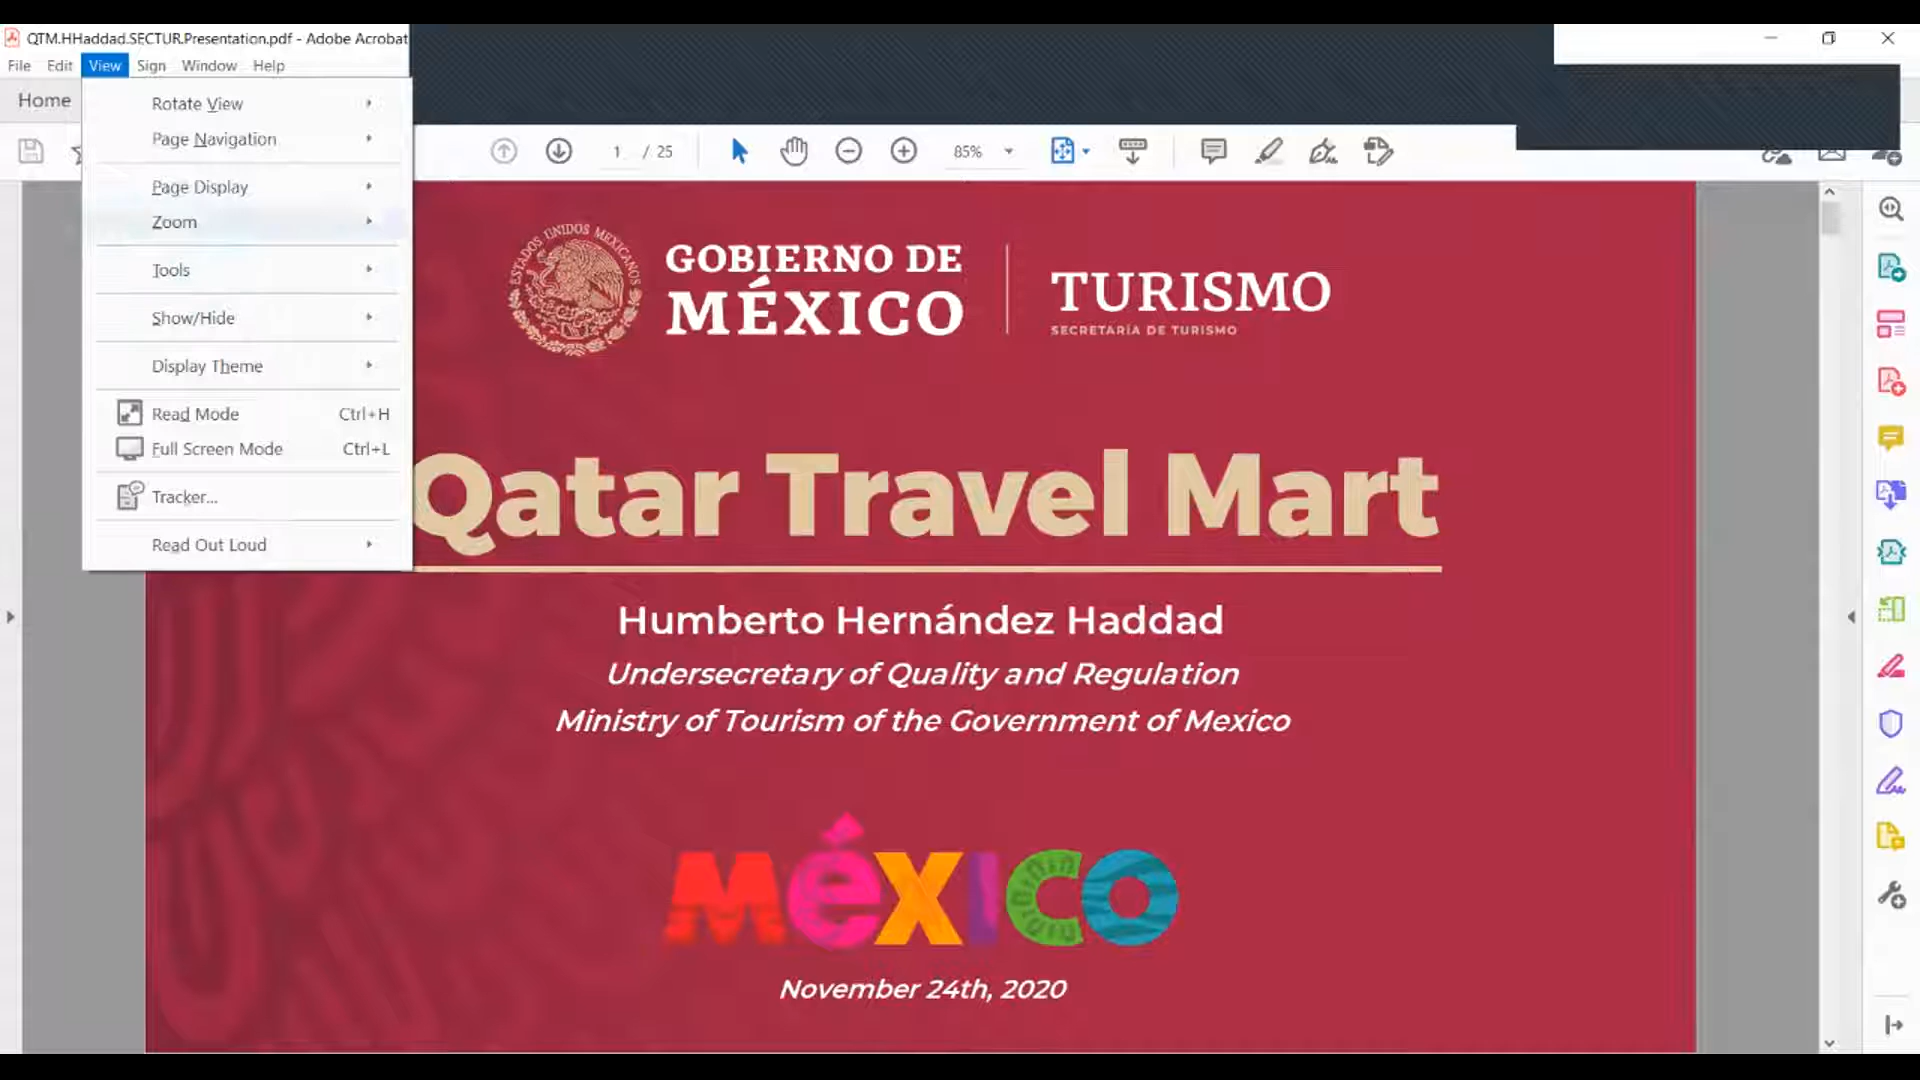 QTM.HHaddad.SECTUR.Presentation.pdf - Adobe Acrobat
File Edit View Sign Window Help
Home
1 / 25
85%
Rotate View
Page Navigation
Page Display
Zoom
Tools
Show/Hide
Display Theme
Read Mode Ctrl+H
Full Screen Mode Ctrl+L
Tracker...
Read Out Loud
ESTADOS UNIDOS MEXICANOS
GOBIERNO DE
MÉXICO
TURISMO
SECRETARÍA DE TURISMO
Qatar Travel Mart
Humberto Hernández Haddad
Undersecretary of Quality and Regulation
Ministry of Tourism of the Government of Mexico
MéXICO
November 24th, 2020